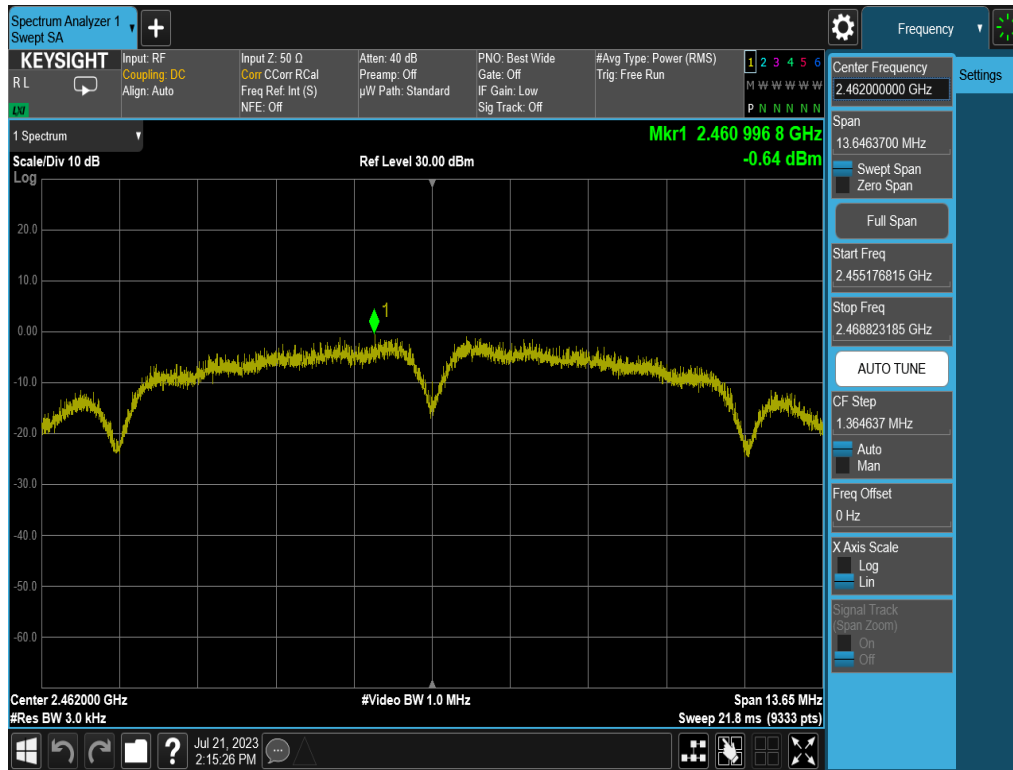 Spectrum Analyzer 1
Swept SA
+
Frequency
KEYSIGHT
R L
LXI
Input: RF
Coupling: DC
Align: Auto
Input Z: 50 Ω
Corr CCorr RCal
Freq Ref: Int (S)
NFE: Off
Atten: 40 dB
Preamp: Off
µW Path: Standard
PNO: Best Wide
Gate: Off
IF Gain: Low
Sig Track: Off
#Avg Type: Power (RMS)
Trig: Free Run
1 2 3 4 5 6
M W W W W W
P N N N N N
1 Spectrum
Scale/Div 10 dB
Log
Ref Level 30.00 dBm
Mkr1 2.460 996 8 GHz
-0.64 dBm
20.0
10.0
0.00
-10.0
-20.0
-30.0
-40.0
-50.0
-60.0
1
Center 2.462000 GHz
#Res BW 3.0 kHz
#Video BW 1.0 MHz
Span 13.65 MHz
Sweep 21.8 ms (9333 pts)
Center Frequency
2.462000000 GHz
Settings
Span
13.6463700 MHz
Swept Span
Zero Span
Full Span
Start Freq
2.455176815 GHz
Stop Freq
2.468823185 GHz
AUTO TUNE
CF Step
1.364637 MHz
Auto
Man
Freq Offset
0 Hz
X Axis Scale
Log
Lin
Signal Track
(Span Zoom)
On
Off
?
Jul 21, 2023
2:15:26 PM